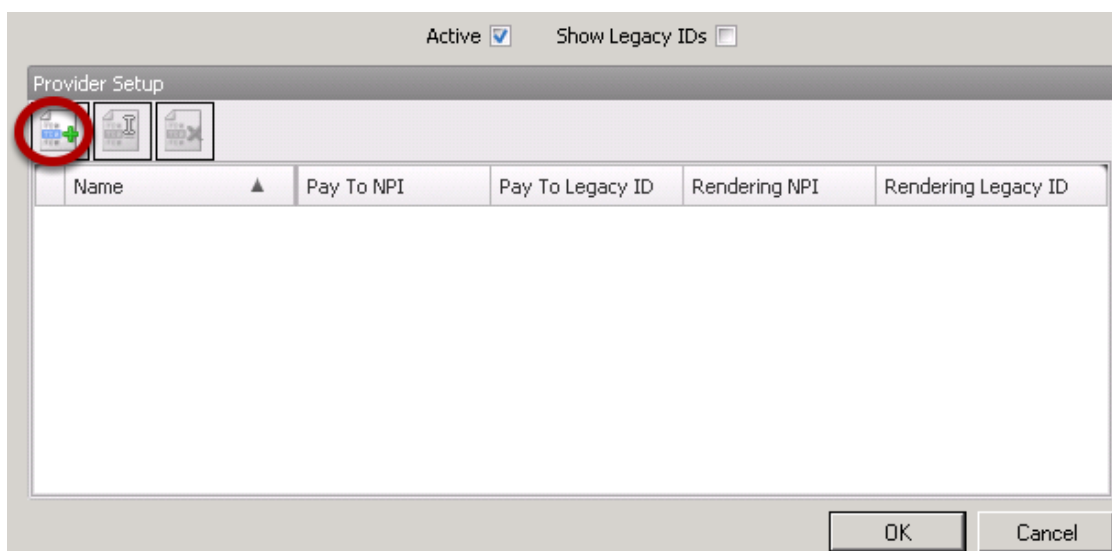 Active Show Legacy IDs
Provider Setup
Name Pay To NPI Pay To Legacy ID Rendering NPI Rendering Legacy ID
OK Cancel